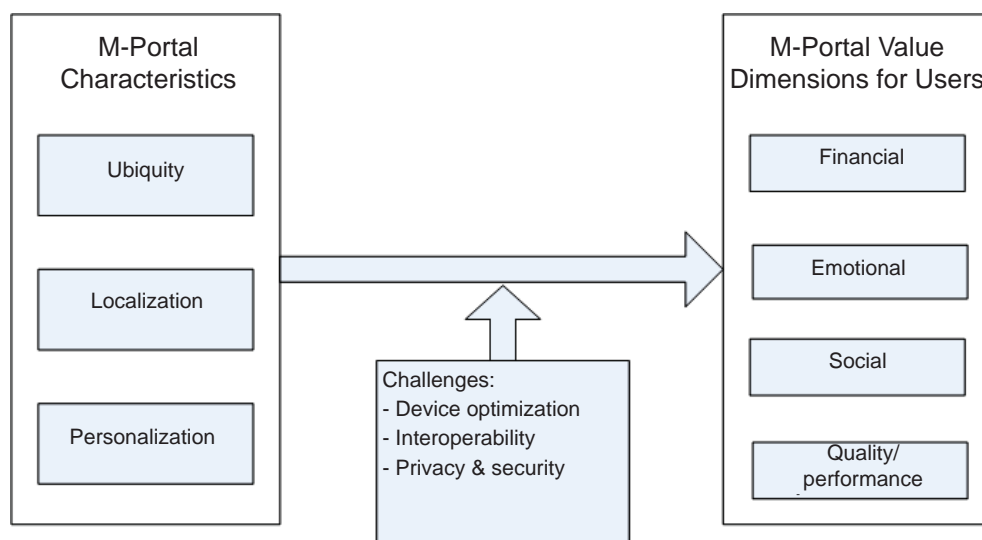 M-Portal
Characteristics
Ubiquity
Localization
Personalization
Challenges:
- Device optimization
- Interoperability
- Privacy & security
M-Portal Value
Dimensions for Users
Financial
Emotional
Social
Quality/
performance